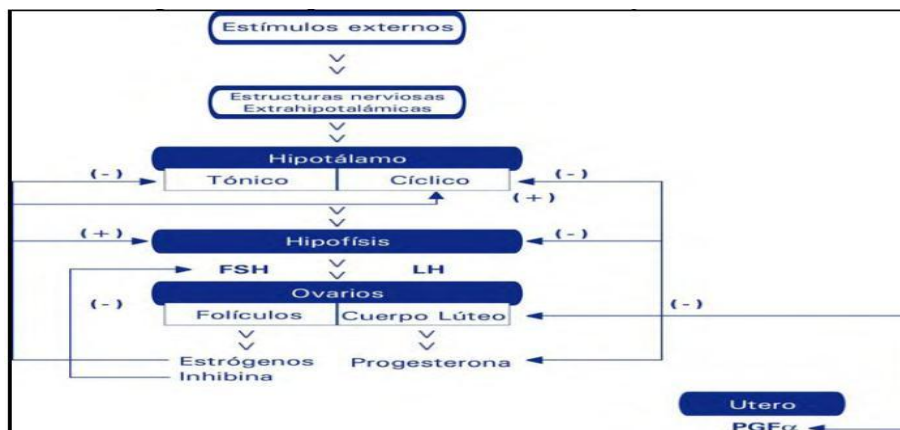 Estímulos externos
Estructuras nerviosas
Extrahipotalámicas
Hipotálamo
(-) Tónico Cíclico (-)
(+)
(+) Hipofísis (-)
FSH LH
(-) Ovarios (-)
Folículos Cuerpo Lúteo
Estrógenos Progesterona
Inhibina
Utero
PGFα